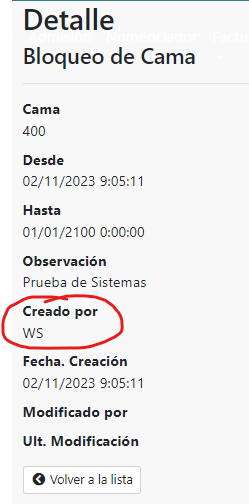 Detalle
Nomenclador Factu
Bloqueo de Cama
Cama
400
Desde
02/11/2023 9:05:11
Hasta
01/01/2100 0:00:00
Observación
Prueba de Sistemas
Creado por
WS
Fecha. Creación
02/11/2023 9:05:11
Modificado por
Ult. Modificación
Volver a la lista